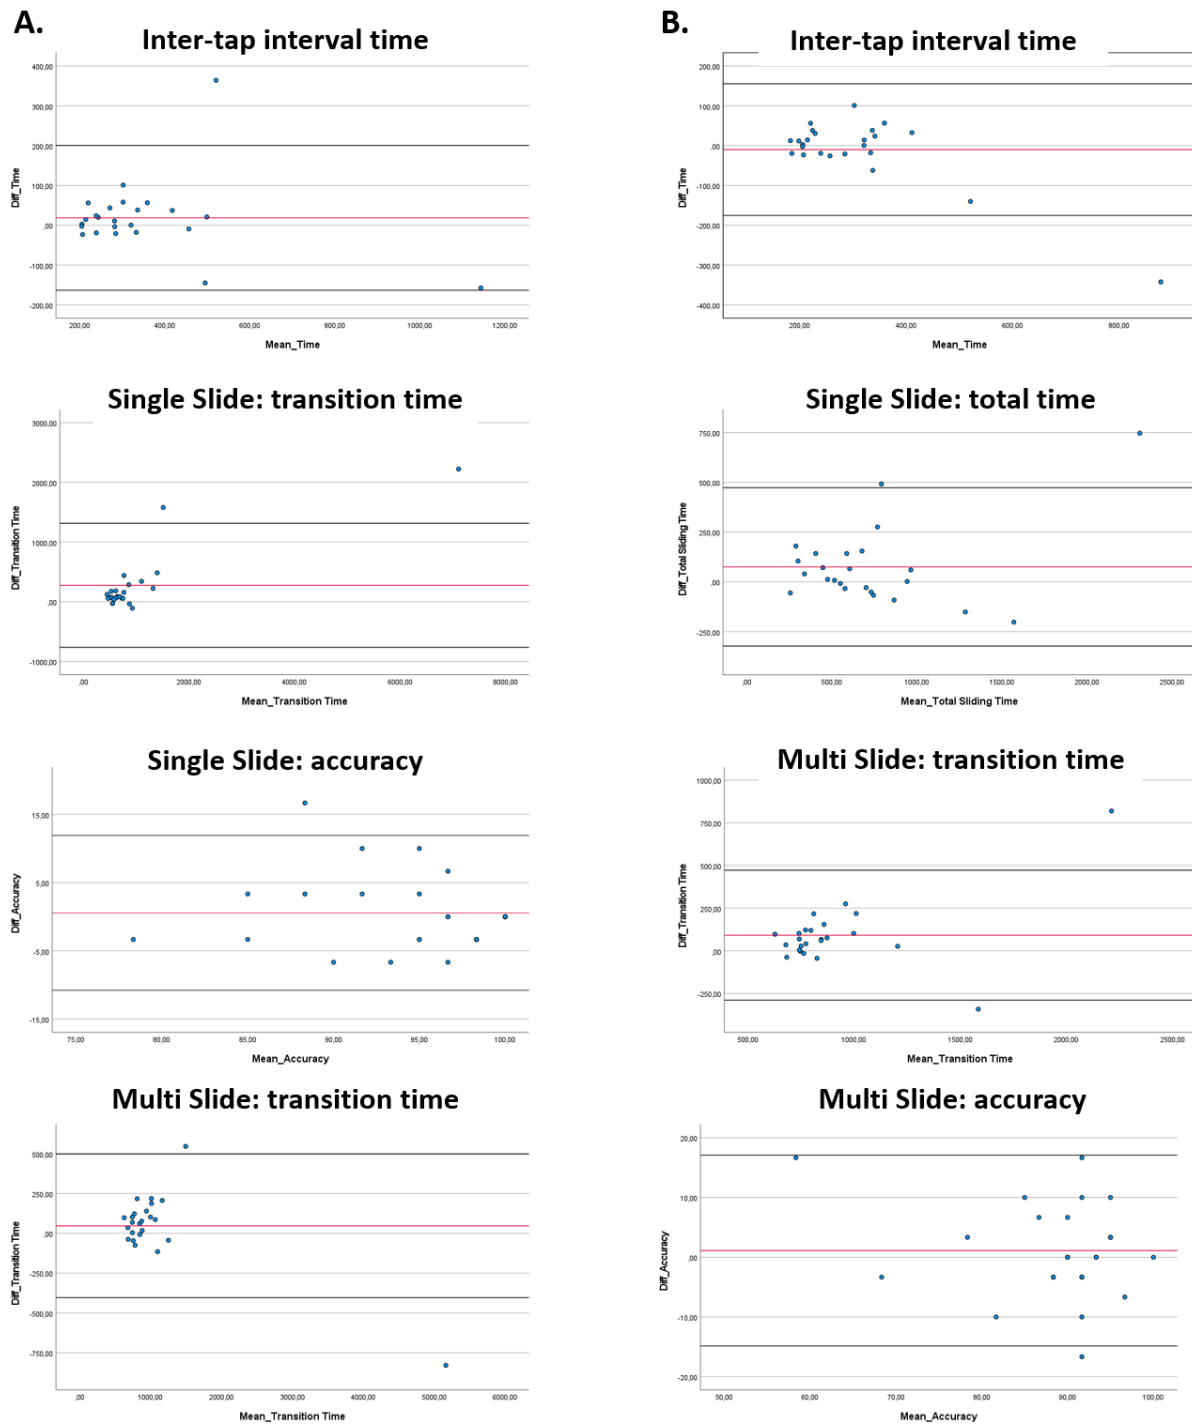 A.
Inter-tap interval time
400,00
300,00
200,00
100,00
,00
-100,00
-200,00
Diff_Time
200,00 400,00 600,00 800,00 1000,00 1200,00
Mean_Time
Single Slide: transition time
3000,00
2000,00
1000,00
,00
-1000,00
Diff_Transition Time
,00 2000,00 4000,00 6000,00 8000,00
Mean_Transition Time
Single Slide: accuracy
15,00
5,00
-5,00
-15,00
Diff_Accuracy
75,00 80,00 85,00 90,00 95,00 100,00
Mean_Accuracy
Multi Slide: transition time
500,00
250,00
,00
-250,00
-500,00
-750,00
Diff_Transition Time
,00 1000,00 2000,00 3000,00 4000,00 5000,00 6000,00
Mean_Transition Time
B.
Inter-tap interval time
200,00
100,00
,00
-100,00
-200,00
-300,00
-400,00
Diff_Time
200,00 400,00 600,00 800,00
Mean_Time
Single Slide: total time
750,00
500,00
250,00
,00
-250,00
Diff_Total Sliding Time
,00 500,00 1000,00 1500,00 2000,00 2500,00
Mean_Total Sliding Time
Multi Slide: transition time
1000,00
750,00
500,00
250,00
,00
-250,00
Diff_Transition Time
500,00 1000,00 1500,00 2000,00 2500,00
Mean_Transition Time
Multi Slide: accuracy
20,00
10,00
,00
-10,00
-20,00
Diff_Accuracy
50,00 60,00 70,00 80,00 90,00 100,00
Mean_Accuracy